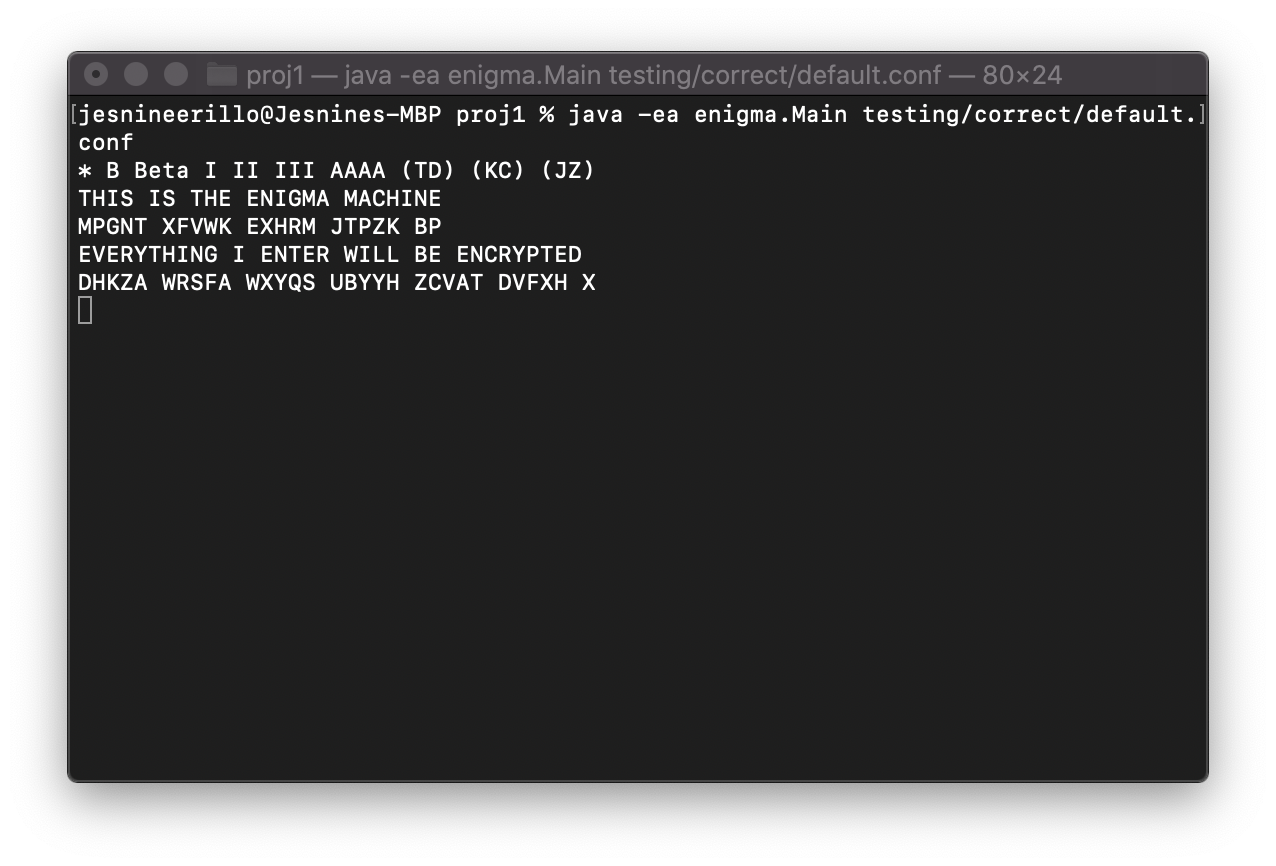 proj1 — java -ea enigma.Main testing/correct/default.conf — 80×24
[jesnineerillo@Jesnines-MBP proj1 % java -ea enigma.Main testing/correct/default.]
conf
* B Beta I II III AAAA (TD) (KC) (JZ)
THIS IS THE ENIGMA MACHINE
MPGNT XFVWK EXHRM JTPZK BP
EVERYTHING I ENTER WILL BE ENCRYPTED
DHKZA WRSFA WXYQS UBYYH ZCVAT DVFXH X